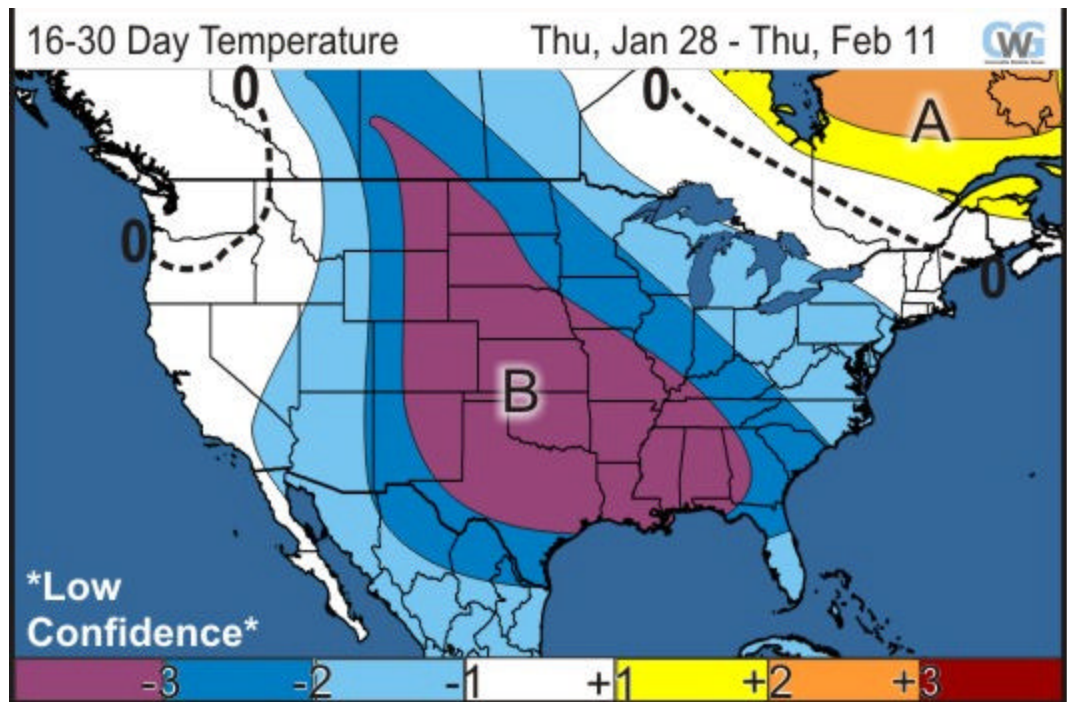 16-30 Day Temperature
Thu, Jan 28 - Thu, Feb 11
CWG
0
0
A
0
0
B
*Low
Confidence*
-3 -2 -1 +1 +2 +3